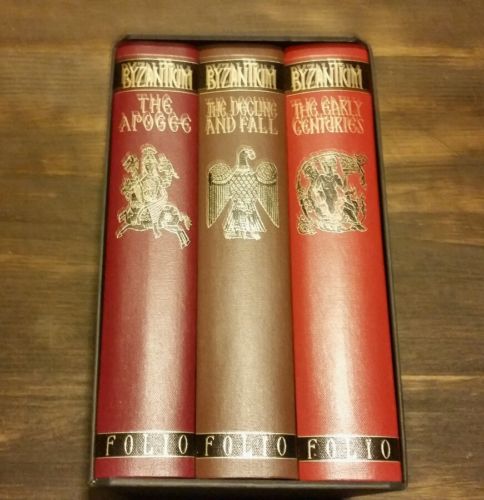 BYZANTIUM
THE
APOGEE
FOLIO
BYZANTIUM
THE DECLINE
AND FALL
FOLIO
BYZANTIUM
THE EARLY
CENTURIES
FOLIO